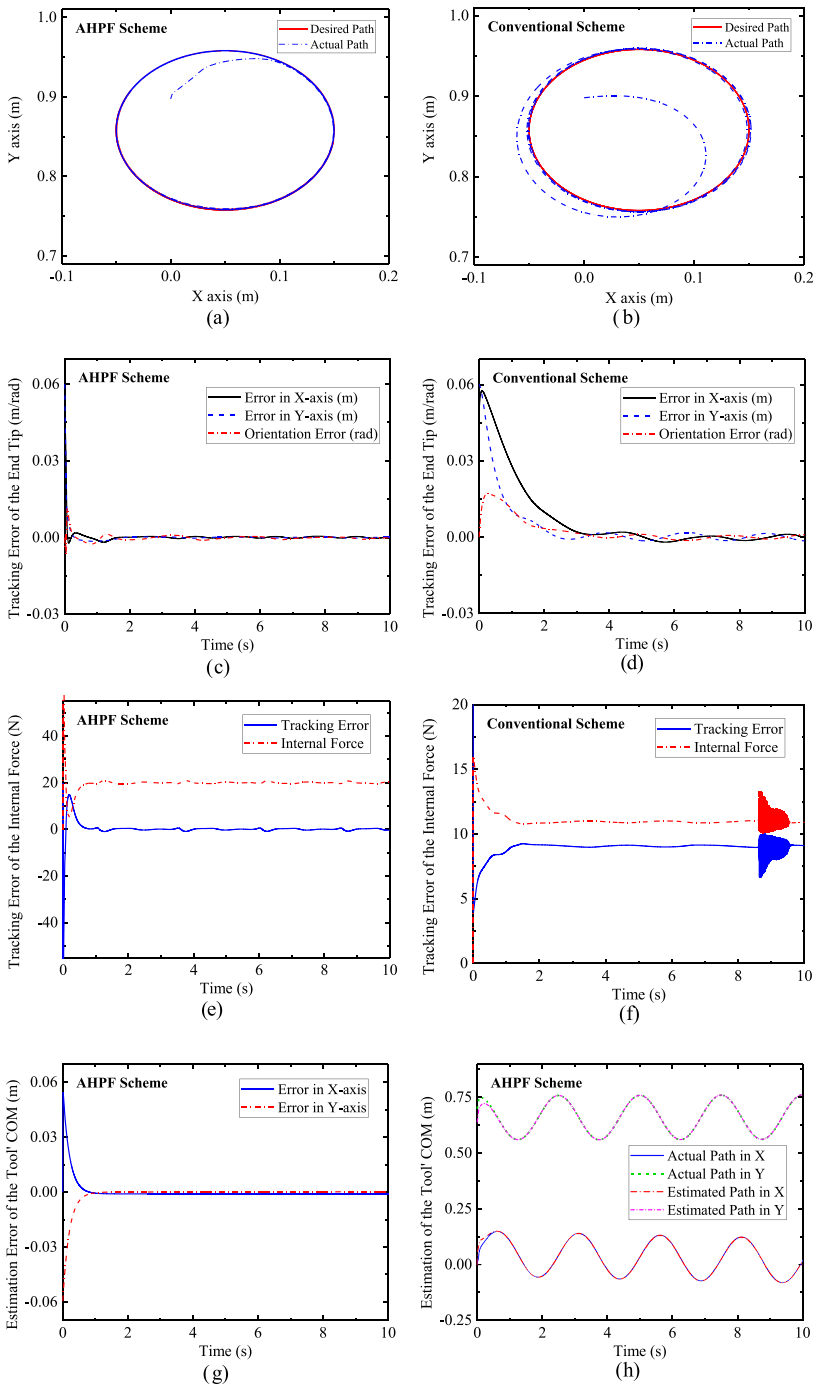 AHPF Scheme
Desired Path
Actual Path
1.0
0.9
0.8
0.7
-0.1
0.0
0.1
0.2
Y axis (m)
X axis (m)
(a)
Conventional Scheme
Desired Path
Actual Path
1.0
0.9
0.8
0.7
-0.1
0.0
0.1
0.2
Y axis (m)
X axis (m)
(b)
AHPF Scheme
Error in X-axis (m)
Error in Y-axis (m)
Orientation Error (rad)
0.06
0.03
0.00
-0.03
0
2
4
6
8
10
Tracking Error of the End Tip (m/rad)
Time (s)
(c)
Conventional Scheme
Error in X-axis (m)
Error in Y-axis (m)
Orientation Error (rad)
0.06
0.03
0.00
-0.03
0
2
4
6
8
10
Tracking Error of the End Tip (m/rad)
Time (s)
(d)
AHPF Scheme
Tracking Error
Internal Force
40
20
0
-20
-40
0
2
4
6
8
10
Tracking Error of the Internal Force (N)
Time (s)
(e)
Conventional Scheme
Tracking Error
Internal Force
20
15
10
5
0
0
2
4
6
8
10
Tracking Error of the Internal Force (N)
Time (s)
(f)
AHPF Scheme
Error in X-axis
Error in Y-axis
0.06
0.03
0.00
-0.03
-0.06
0
2
4
6
8
10
Estimation Error of the Tool' COM (m)
Time (s)
(g)
AHPF Scheme
Actual Path in X
Actual Path in Y
Estimated Path in X
Estimated Path in Y
0.75
0.50
0.25
0.00
-0.25
0
2
4
6
8
10
Estimation of the Tool' COM (m)
Time (s)
(h)